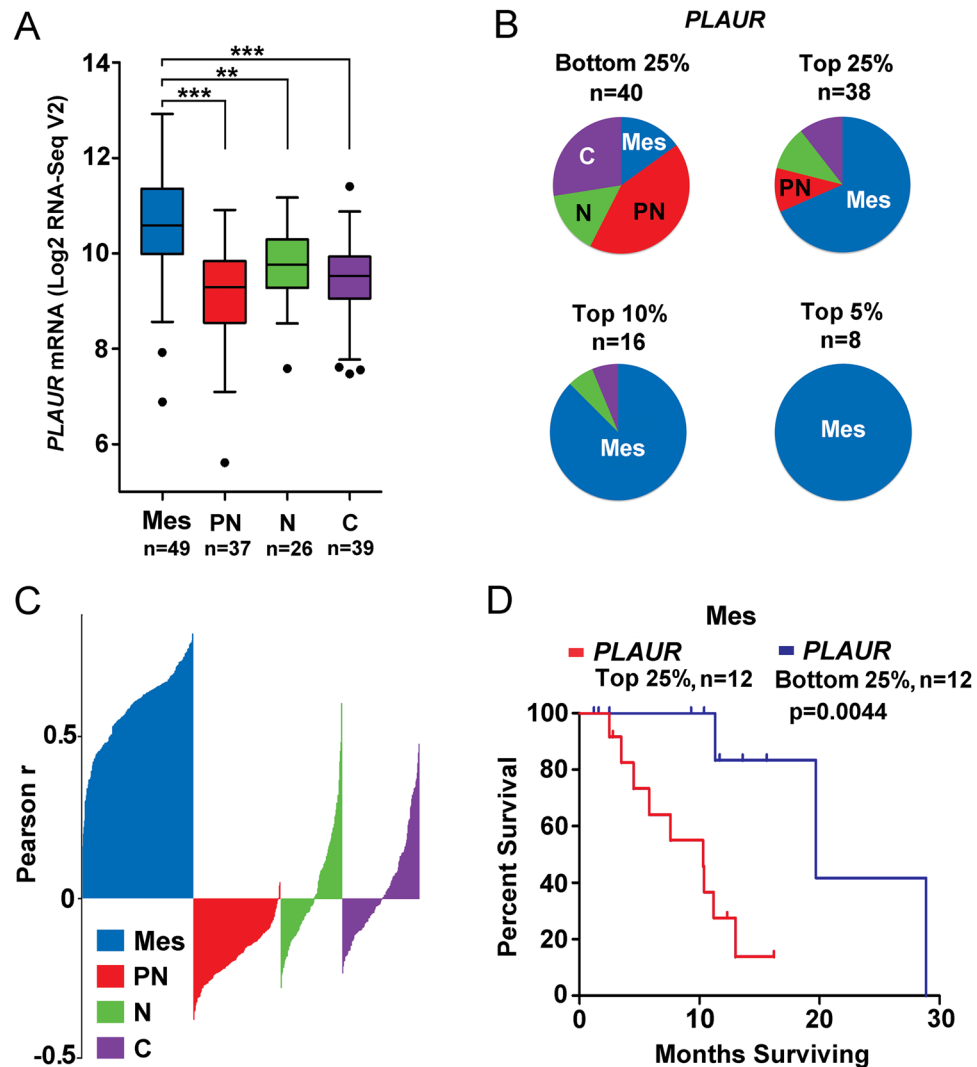 A
PLAUR mRNA (Log2 RNA-Seq V2)
14
12
10
8
6
***
**
***
Mes
PN
N
C
n=49
n=37
n=26
n=39
B
PLAUR
Bottom 25%
n=40
C
Mes
N
PN
Top 25%
n=38
PN
Mes
Top 10%
n=16
Mes
Top 5%
n=8
Mes
C
Pearson r
0.5
0
-0.5
Mes
PN
N
C
D
Mes
PLAUR
Top 25%, n=12
PLAUR
Bottom 25%, n=12
p=0.0044
Percent Survival
100
80
60
40
20
0
0
10
20
30
Months Surviving